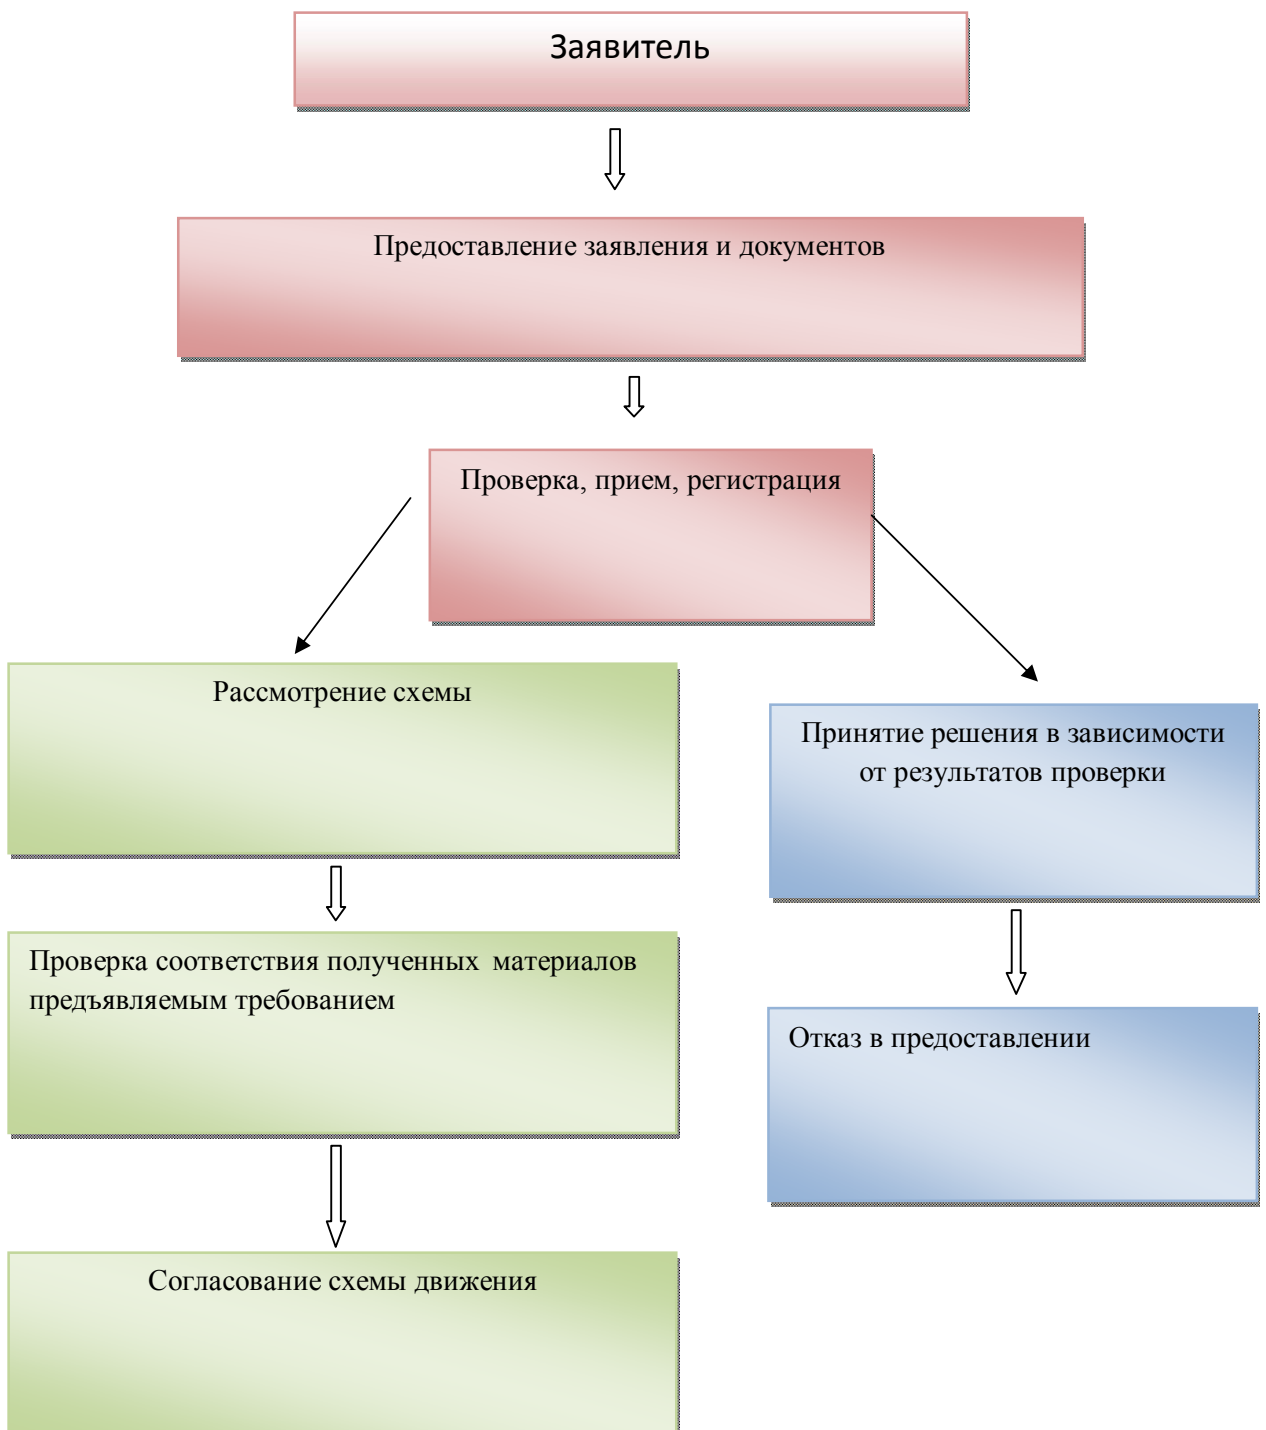 Заявитель
Предоставление заявления и документов
Проверка, прием, регистрация
Рассмотрение схемы
Принятие решения в зависимости
от результатов проверки
Проверка соответствия полученных материалов
предъявляемым требованием
Отказ в предоставлении
Согласование схемы движения